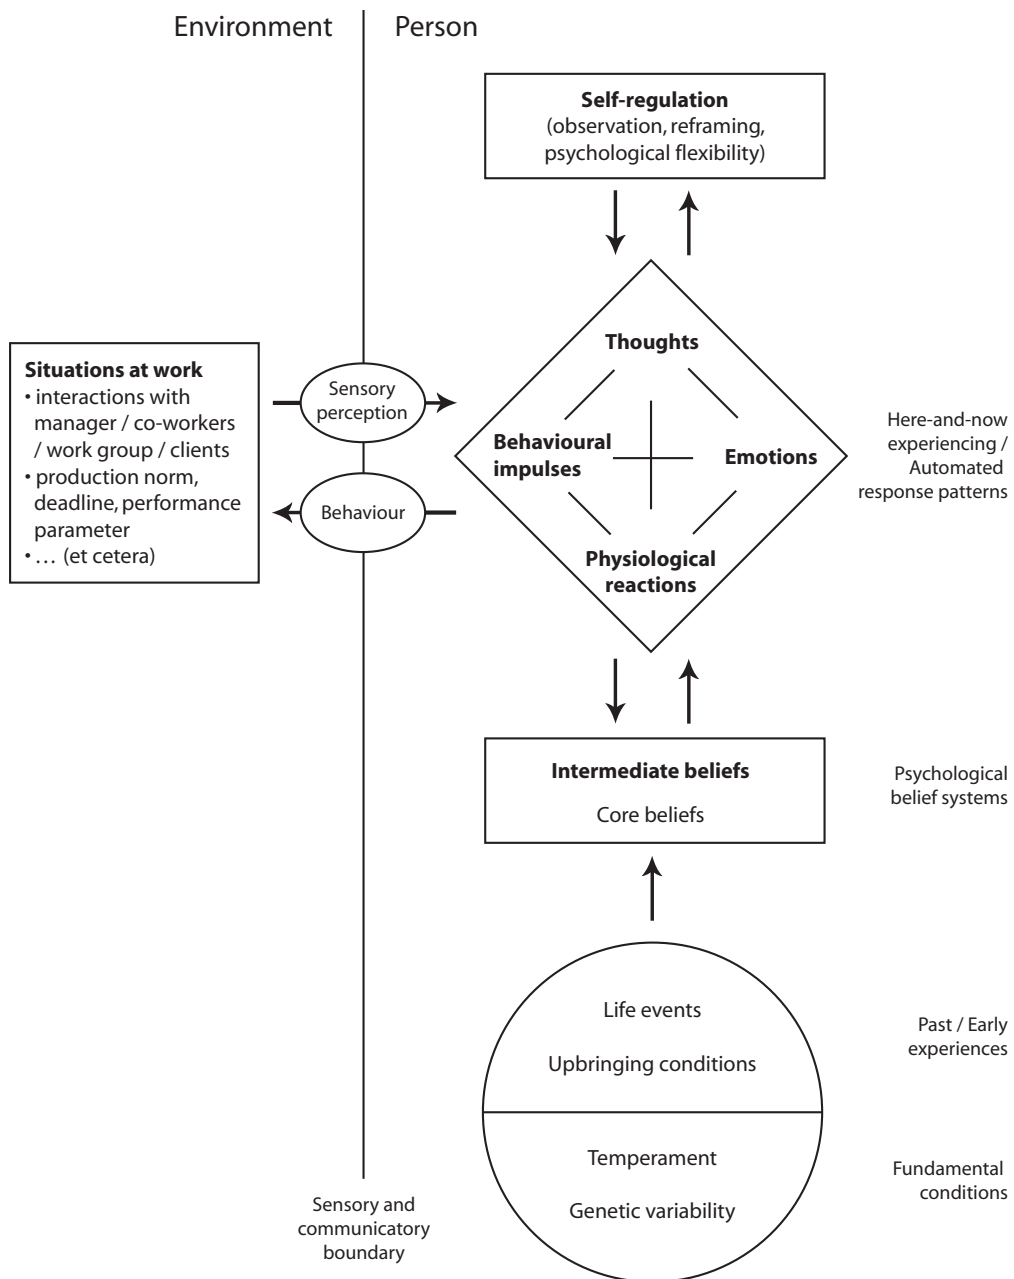 Environment
Person
Self-regulation
(observation, reframing,
psychological flexibility)
Situations at work
• interactions with
manager / co-workers
/ work group / clients
• production norm,
deadline, performance
parameter
• … (et cetera)
Sensory
perception
Behaviour
Thoughts
Behavioural
impulses
Emotions
Physiological
reactions
Here-and-now
experiencing /
Automated
response patterns
Intermediate beliefs
Core beliefs
Psychological
belief systems
Life events
Upbringing conditions
Past / Early
experiences
Temperament
Genetic variability
Fundamental
conditions
Sensory and
communicatory
boundary